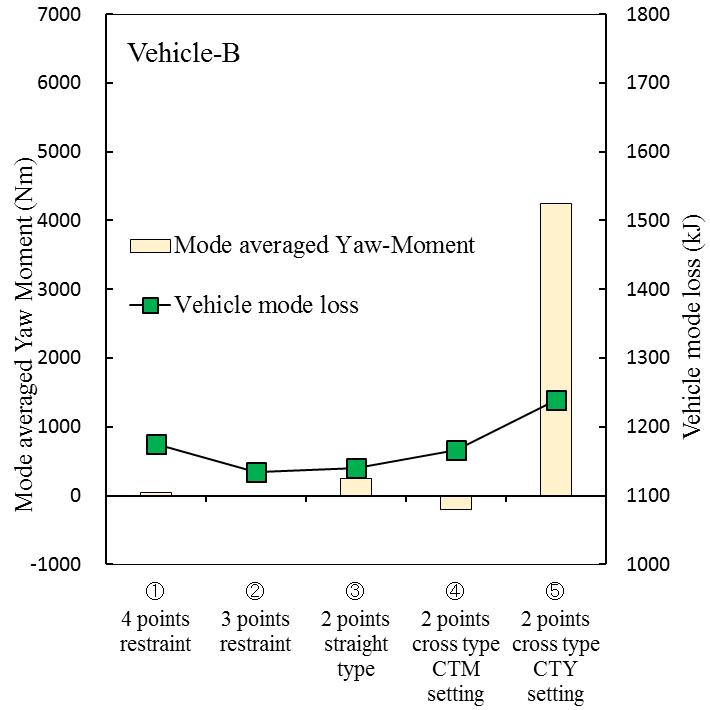 Vehicle-B
Mode averaged Yaw Moment (Nm)
7000
6000
5000
4000
3000
2000
1000
0
-1000
Mode averaged Yaw-Moment
Vehicle mode loss
1800
1700
1600
1500
1400
1300
1200
1100
1000
Vehicle mode loss (kJ)
①
4 points
restraint
②
3 points
restraint
③
2 points
straight
type
④
2 points
cross type
CTM
setting
⑤
2 points
cross type
CTY
setting